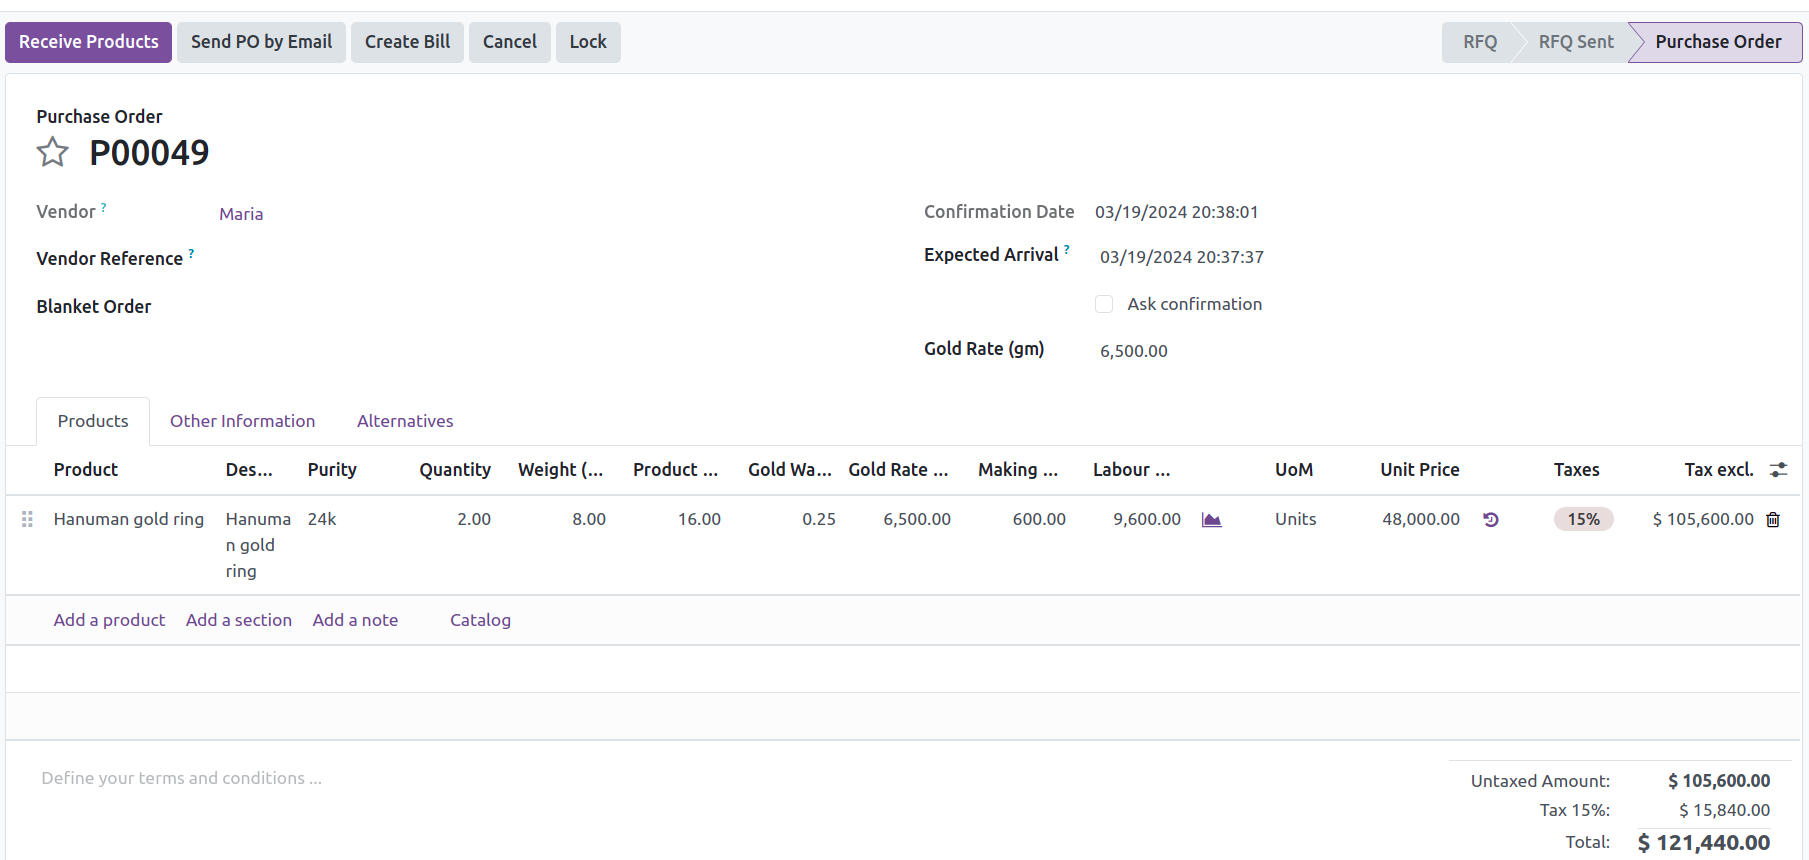 Receive Products Send PO by Email Create Bill Cancel Lock RFQ RFQ Sent Purchase Order
Purchase Order
P00049
Vendor ? Maria Confirmation Date 03/19/2024 20:38:01
Vendor Reference ? Expected Arrival ? 03/19/2024 20:37:37
Blanket Order Ask confirmation
Gold Rate (gm) 6,500.00
Products Other Information Alternatives
Product Des... Purity Quantity Weight (... Product ... Gold Wa... Gold Rate ... Making ... Labour ... UoM Unit Price Taxes Tax excl.
Hanuman gold ring Hanuma 24k 2.00 8.00 16.00 0.25 6,500.00 600.00 9,600.00 Units 48,000.00 15% $ 105,600.00
n gold
ring
Add a product Add a section Add a note Catalog
Define your terms and conditions ...
Untaxed Amount: $ 105,600.00
Tax 15%: $ 15,840.00
Total: $ 121,440.00